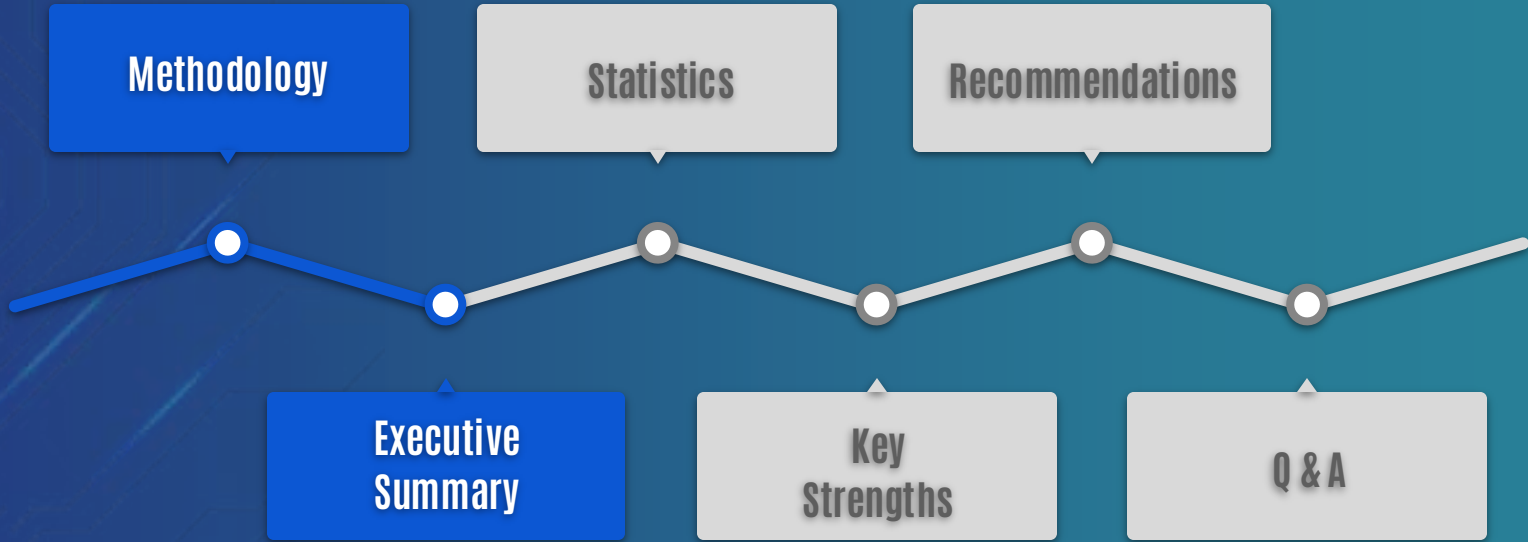 Methodology
Statistics
Recommendations
Executive
Summary
Key
Strengths
Q & A